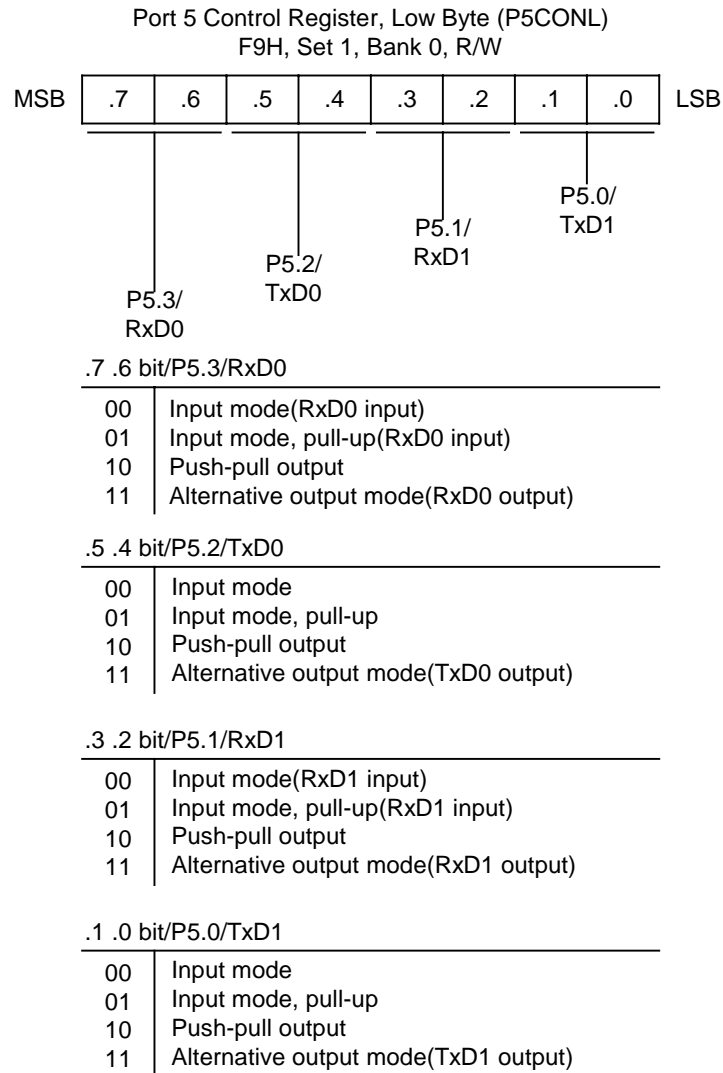 Port 5 Control Register, Low Byte (P5CONL)
F9H, Set 1, Bank 0, R/W
MSB .7 .6 .5 .4 .3 .2 .1 .0 LSB
P5.3/
RxD0
P5.2/
TxD0
P5.1/
RxD1
P5.0/
TxD1
.7 .6 bit/P5.3/RxD0
00 Input mode(RxD0 input)
01 Input mode, pull-up(RxD0 input)
10 Push-pull output
11 Alternative output mode(RxD0 output)
.5 .4 bit/P5.2/TxD0
00 Input mode
01 Input mode, pull-up
10 Push-pull output
11 Alternative output mode(TxD0 output)
.3 .2 bit/P5.1/RxD1
00 Input mode(RxD1 input)
01 Input mode, pull-up(RxD1 input)
10 Push-pull output
11 Alternative output mode(RxD1 output)
.1 .0 bit/P5.0/TxD1
00 Input mode
01 Input mode, pull-up
10 Push-pull output
11 Alternative output mode(TxD1 output)